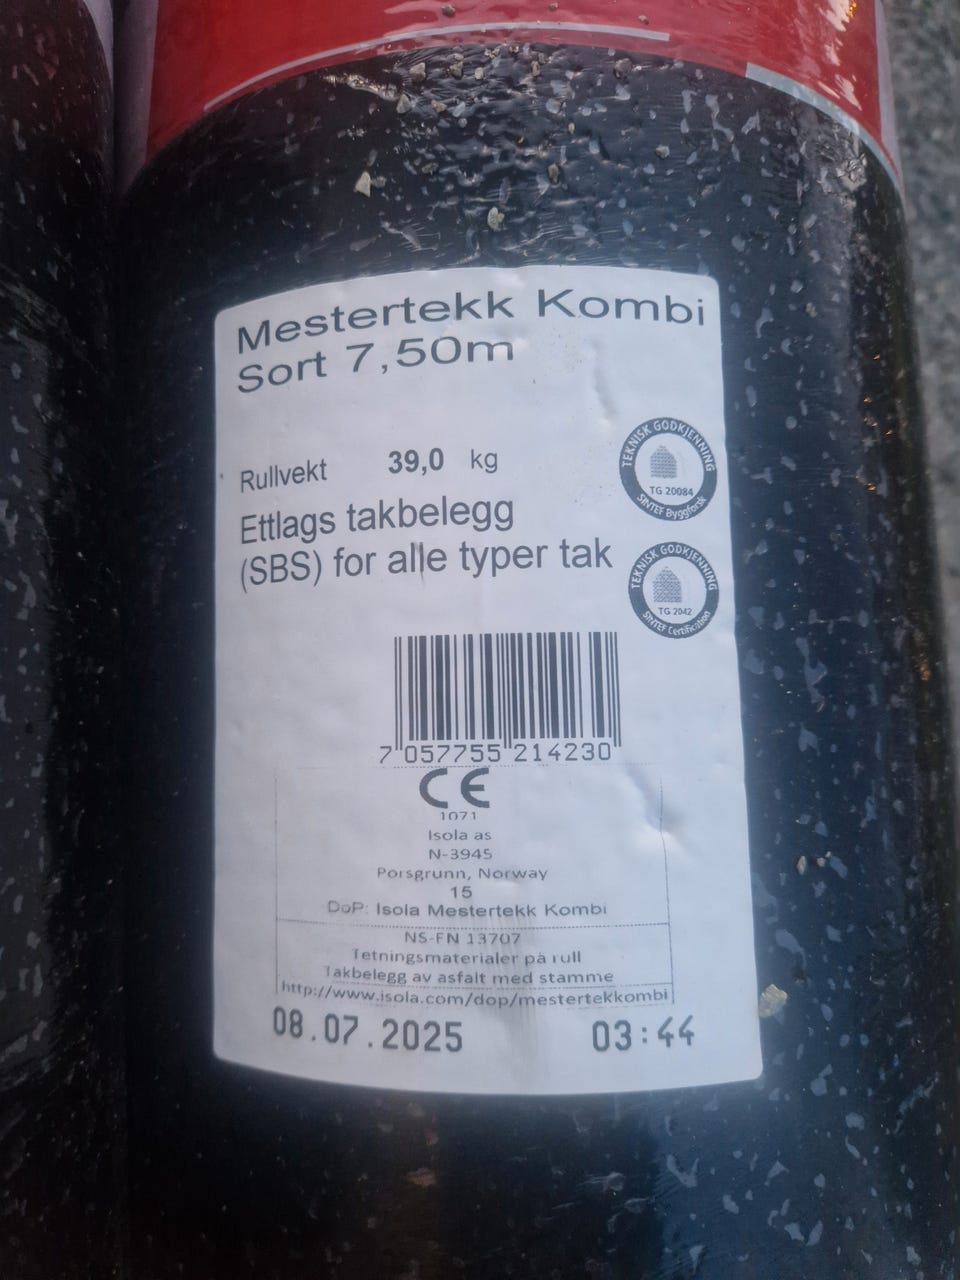 Mestertekk Kombi
Sort 7,50m
Rullvekt 39,0 kg
Ettlags takbelegg
(SBS) for alle typer tak
TEKNISK GODKJENNING
TG 20084
SINTEF Byggforsk
TEKNISK GODKJENNING
TG 2042
SINTEF Certification
7 057755 214230
CE
1071
Isola as
N-3945
Porsgrunn, Norway
15
DoP: Isola Mestertekk Kombi
NS-EN 13707
Tetningsmaterialer på rull
Takbelegg av asfalt med stamme
http://www.isola.com/dop/mestertekkombi
08.07.2025 03:44